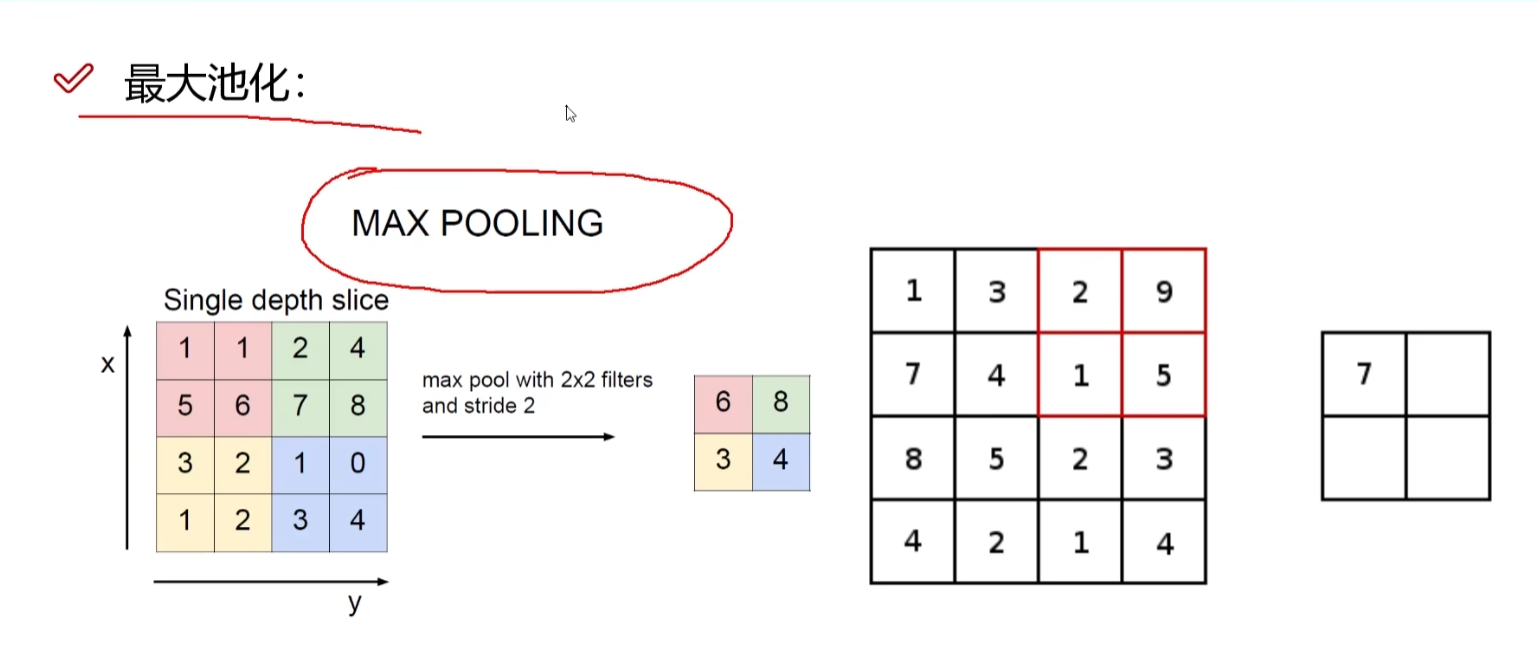 最大池化：
MAX POOLING
Single depth slice
x
1 1 2 4
5 6 7 8
3 2 1 0
1 2 3 4
y
max pool with 2x2 filters
and stride 2
6 8
3 4
1 3 2 9
7 4 1 5
8 5 2 3
4 2 1 4
7